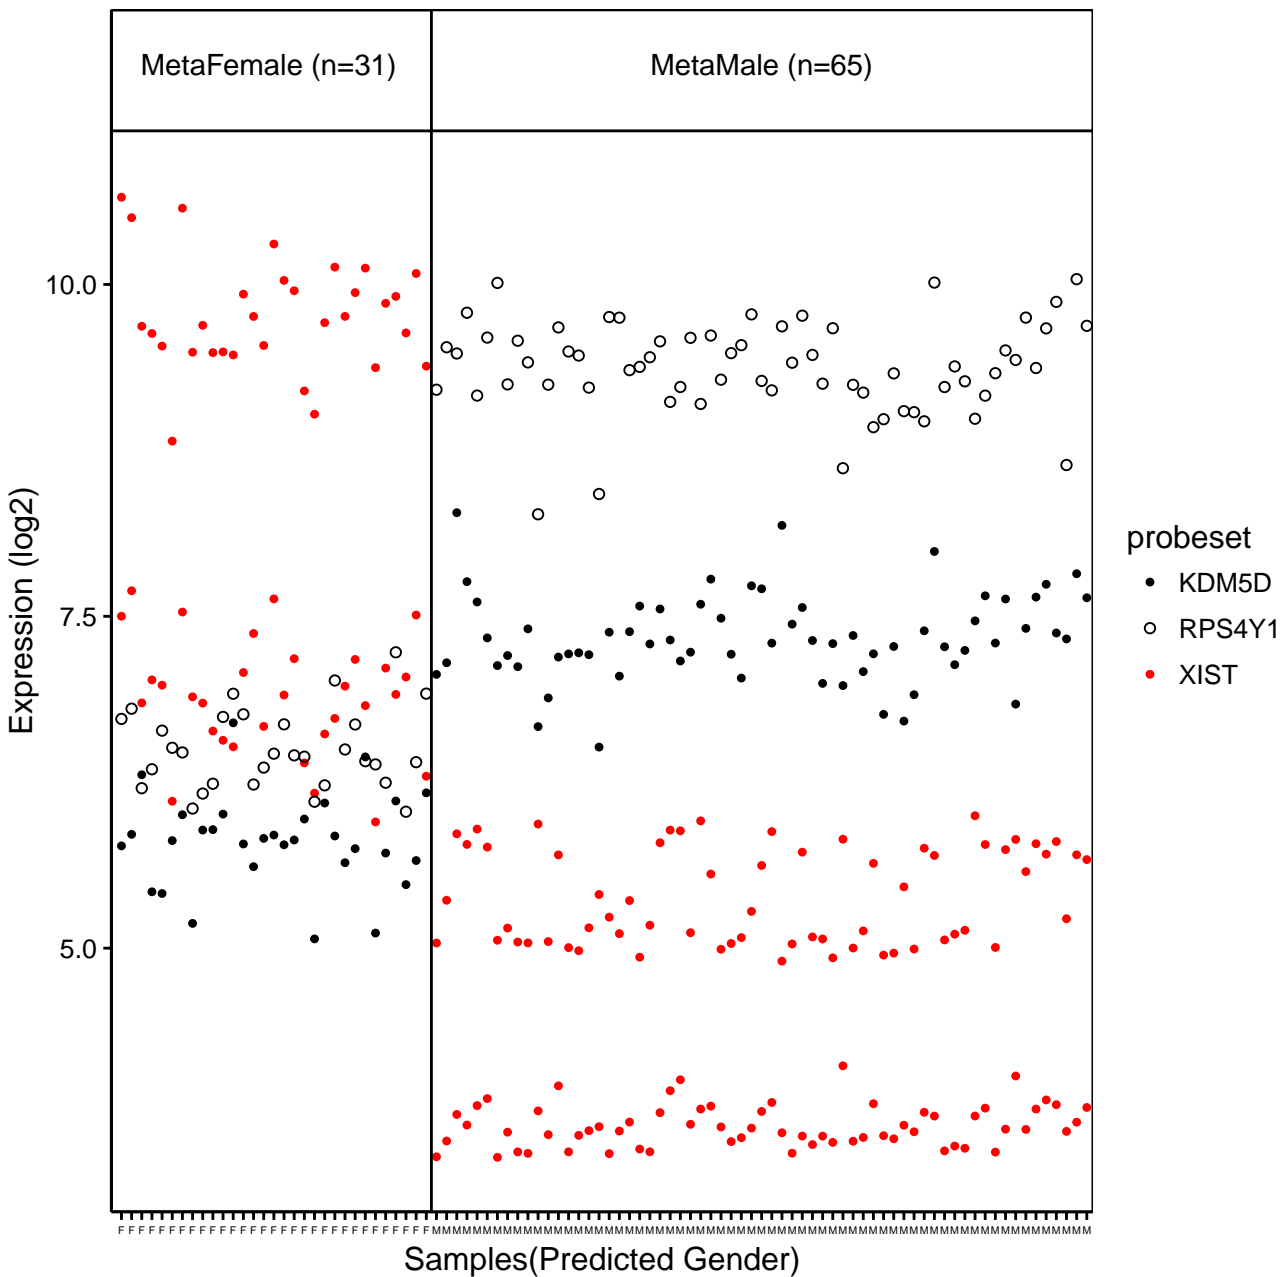 MetaFemale (n=31)
MetaMale (n=65)
10.0
7.5
5.0
Expression (log2)
probeset
KDM5D
RPS4Y1
XIST
F F F F F F F F F F F F F F F F F F F F F F F F F F F F F F F M M M M M M M M M M M M M M M M M M M M M M M M M M M M M M M M M M M M M M M M M M M M M M M M M M M M M M M M M M M M M M M M M
Samples(Predicted Gender)